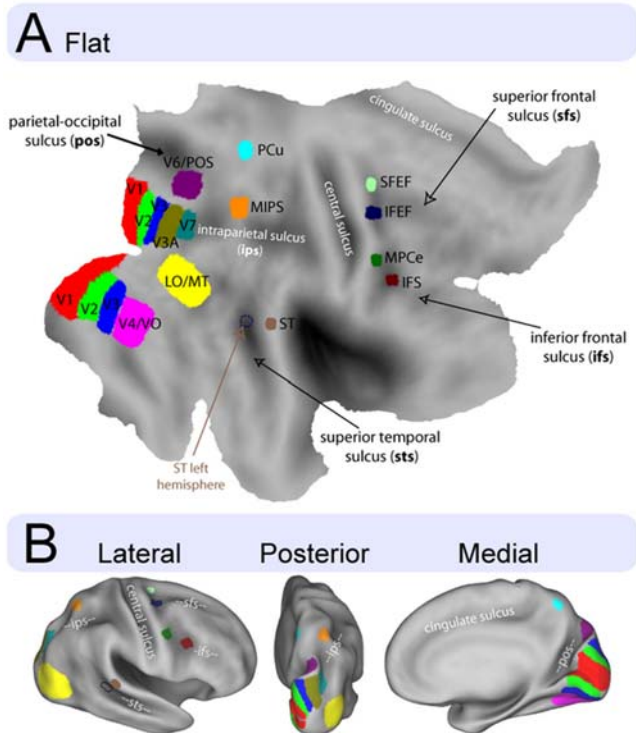 A Flat
cingulate sulcus
superior frontal
sulcus (sfs)
parietal-occipital
sulcus (pos)
V6/POS
PCu
SFEF
central sulcus
V1
V2
V3
V3A
V7
MIPS
IFEF
intraparietal sulcus
(ips)
MPCe
LO/MT
IFS
V1
V2
V3
V4/VO
ST
inferior frontal
sulcus (ifs)
superior temporal
sulcus (sts)
ST left
hemisphere
B Lateral Posterior Medial
--sfs--
--ips--
central
sulcus
-ifs--
--sts--
--ips--
cingulate sulcus
--pos--